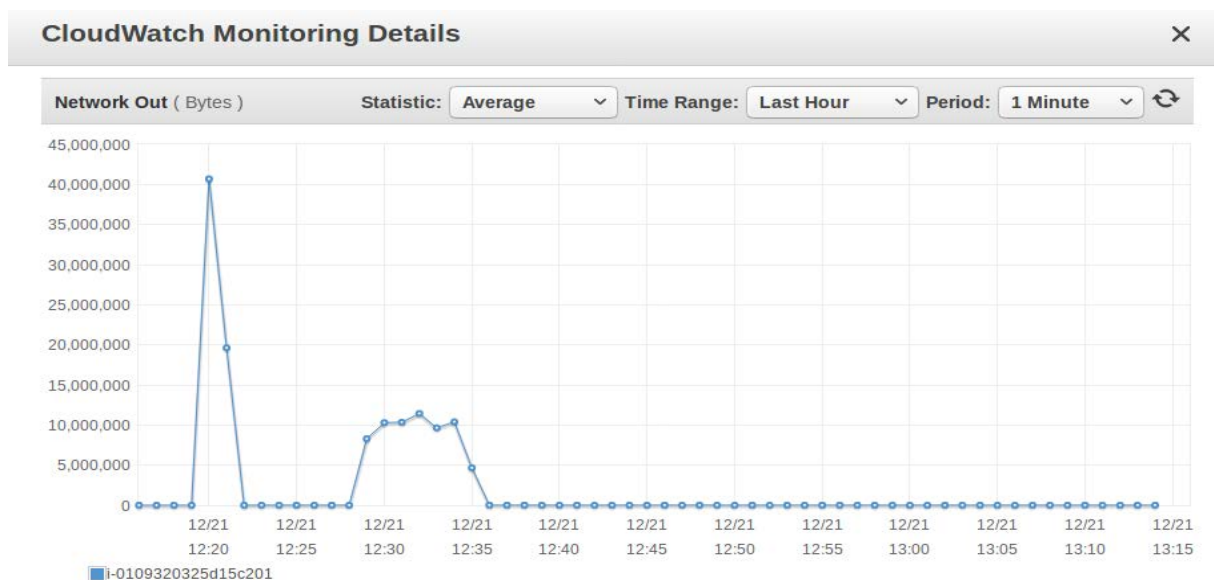 CloudWatch Monitoring Details ×
Network Out ( Bytes ) Statistic: Average Time Range: Last Hour Period: 1 Minute
45,000,000
40,000,000
35,000,000
30,000,000
25,000,000
20,000,000
15,000,000
10,000,000
5,000,000
0
12/21 12/21 12/21 12/21 12/21 12/21 12/21 12/21 12/21 12/21 12/21 12/21
12:20 12:25 12:30 12:35 12:40 12:45 12:50 12:55 13:00 13:05 13:10 13:15
i-0109320325d15c201